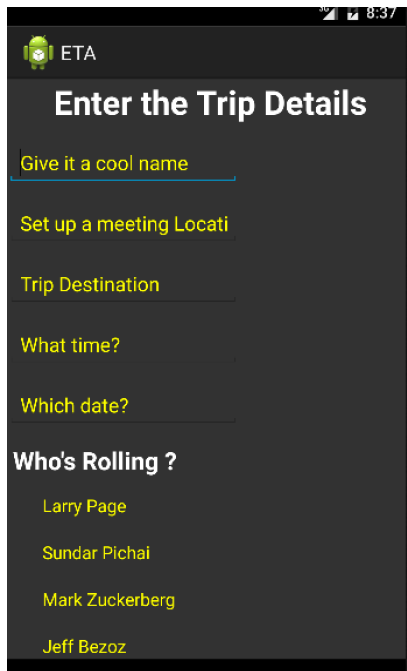 3G 8:37
ETA
Enter the Trip Details
Give it a cool name
Set up a meeting Locati
Trip Destination
What time?
Which date?
Who's Rolling ?
Larry Page
Sundar Pichai
Mark Zuckerberg
Jeff Bezoz